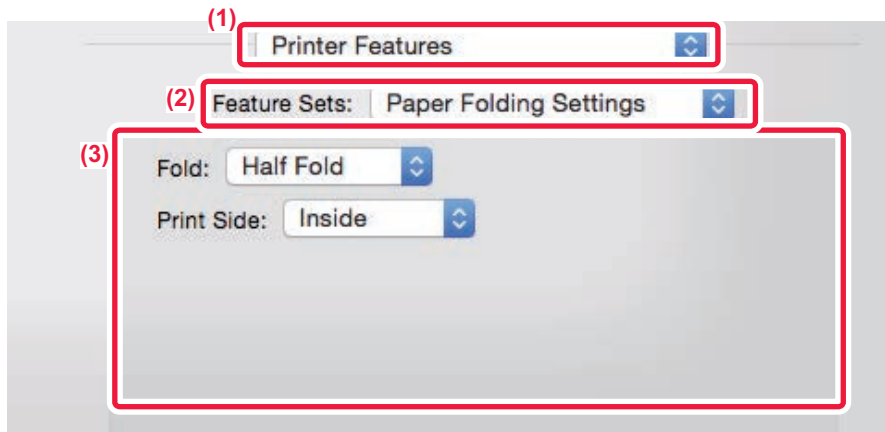 (1)
Printer Features
(2)
Feature Sets: Paper Folding Settings
(3)
Fold: Half Fold
Print Side: Inside